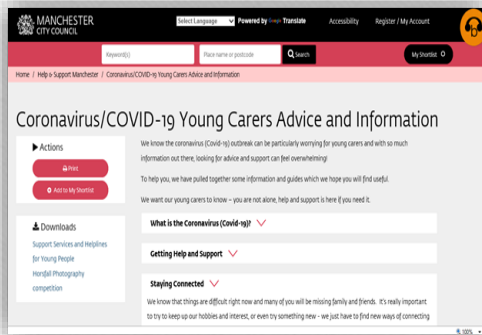 MANCHESTER
CITY COUNCIL
Select Language
Powered by Google Translate
Accessibility
Register / My Account
Keyword(s)
Place name or postcode
Search
My Shortlist 0
Home / Help & Support Manchester / Coronavirus/COVID-19 Young Carers Advice and Information
Coronavirus/COVID-19 Young Carers Advice and Information
Actions
Print
Add to My Shortlist
Downloads
Support Services and Helplines
for Young People
Horsfall Photography
competition
We know the coronavirus (Covid-19) outbreak can be particularly worrying for young carers and with so much
information out there, looking for advice and support can feel overwhelming!
To help you, we have pulled together some information and guides which we hope you will find useful.
We want our young carers to know – you are not alone, help and support is here if you need it.
What is the Coronavirus (Covid-19)?
Getting Help and Support
Staying Connected
We know that things are difficult right now and many of you will be missing family and friends. It's really important
to try to keep up our hobbies and interest, or even try something new - we just have to find new ways of connecting
100%